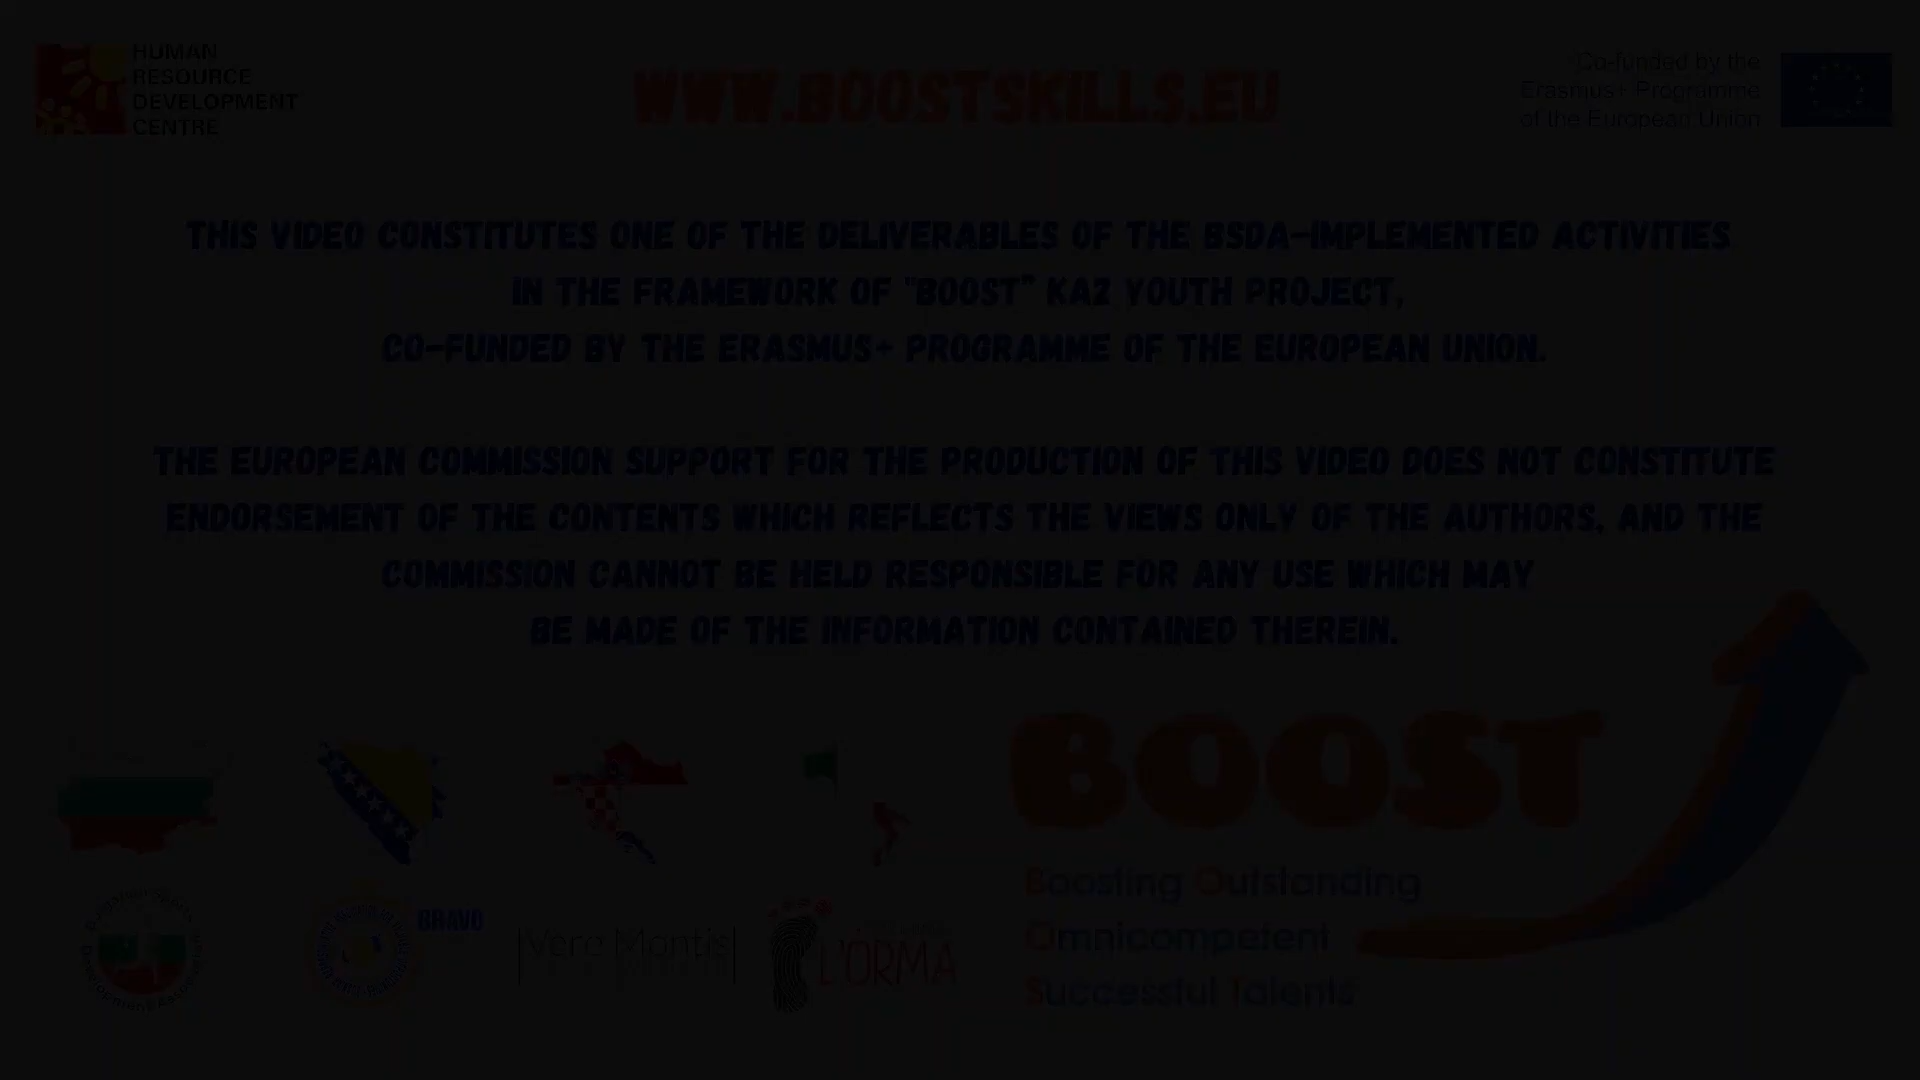 HUMAN
RESOURCE
DEVELOPMENT
CENTRE
WWW.BOOSTSKILLS.EU
Co-funded by the
Erasmus+ Programme
of the European Union
THIS VIDEO CONSTITUTES ONE OF THE DELIVERABLES OF THE BSDA-IMPLEMENTED ACTIVITIES
IN THE FRAMEWORK OF "BOOST" KA2 YOUTH PROJECT,
CO-FUNDED BY THE ERASMUS+ PROGRAMME OF THE EUROPEAN UNION.
THE EUROPEAN COMMISSION SUPPORT FOR THE PRODUCTION OF THIS VIDEO DOES NOT CONSTITUTE
ENDORSEMENT OF THE CONTENTS WHICH REFLECTS THE VIEWS ONLY OF THE AUTHORS, AND THE
COMMISSION CANNOT BE HELD RESPONSIBLE FOR ANY USE WHICH MAY
BE MADE OF THE INFORMATION CONTAINED THEREIN.
BOOST
Boosting Outstanding
Omnicompetent
Successful Talents
BRAVO
Vere Montis
L'ORMA